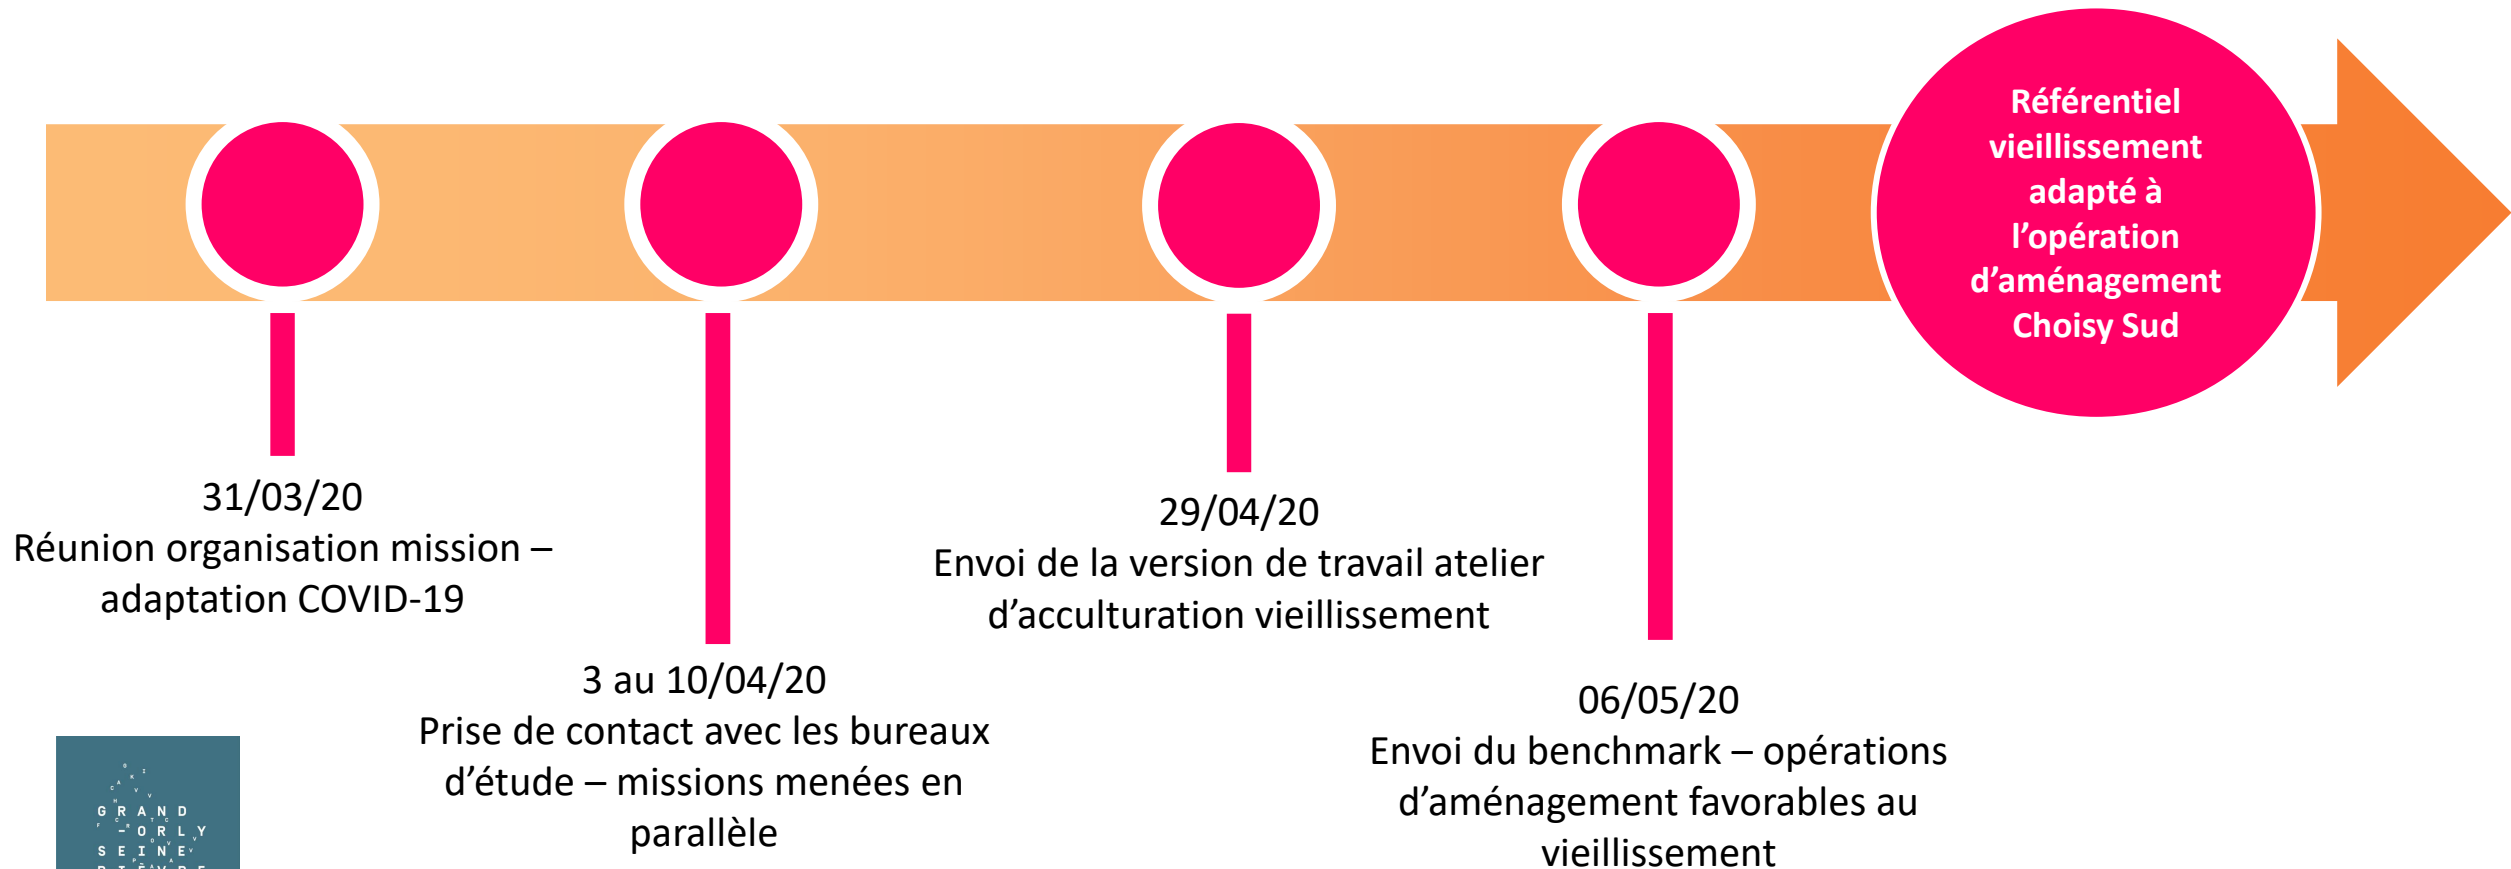 Référentiel
vieillissement
adapté à
l’opération
d’aménagement
Choisy Sud
31/03/20
Réunion organisation mission –
adaptation COVID-19
3 au 10/04/20
Prise de contact avec les bureaux
d’étude – missions menées en
parallèle
29/04/20
Envoi de la version de travail atelier
d’acculturation vieillissement
06/05/20
Envoi du benchmark – opérations
d’aménagement favorables au
vieillissement
GRAND
-ORLY
SEINE